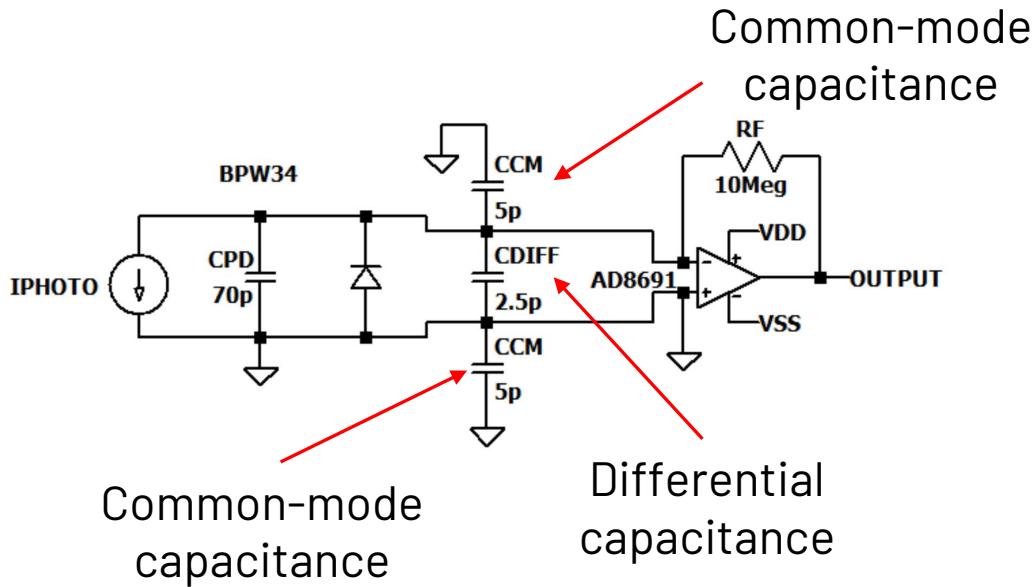 Common-mode
capacitance
RF
10Meg
BPW34
CCM
5p
VDD
CPD
70p
CDIFF
2.5p
IPHOTO
AD8691
OUTPUT
VSS
CCM
5p
Common-mode
capacitance
Differential
capacitance